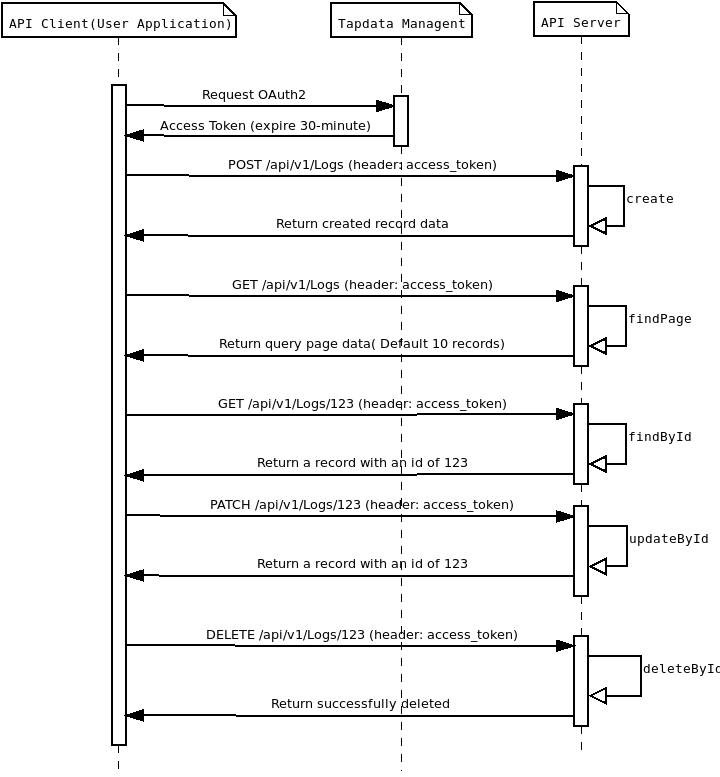 API Client(User Application)
Tapdata Managent
API Server
Request OAuth2
Access Token (expire 30-minute)
POST /api/v1/Logs (header: access_token)
create
Return created record data
GET /api/v1/Logs (header: access_token)
findPage
Return query page data( Default 10 records)
GET /api/v1/Logs/123 (header: access_token)
findById
Return a record with an id of 123
PATCH /api/v1/Logs/123 (header: access_token)
updateById
Return a record with an id of 123
DELETE /api/v1/Logs/123 (header: access_token)
deleteById
Return successfully deleted